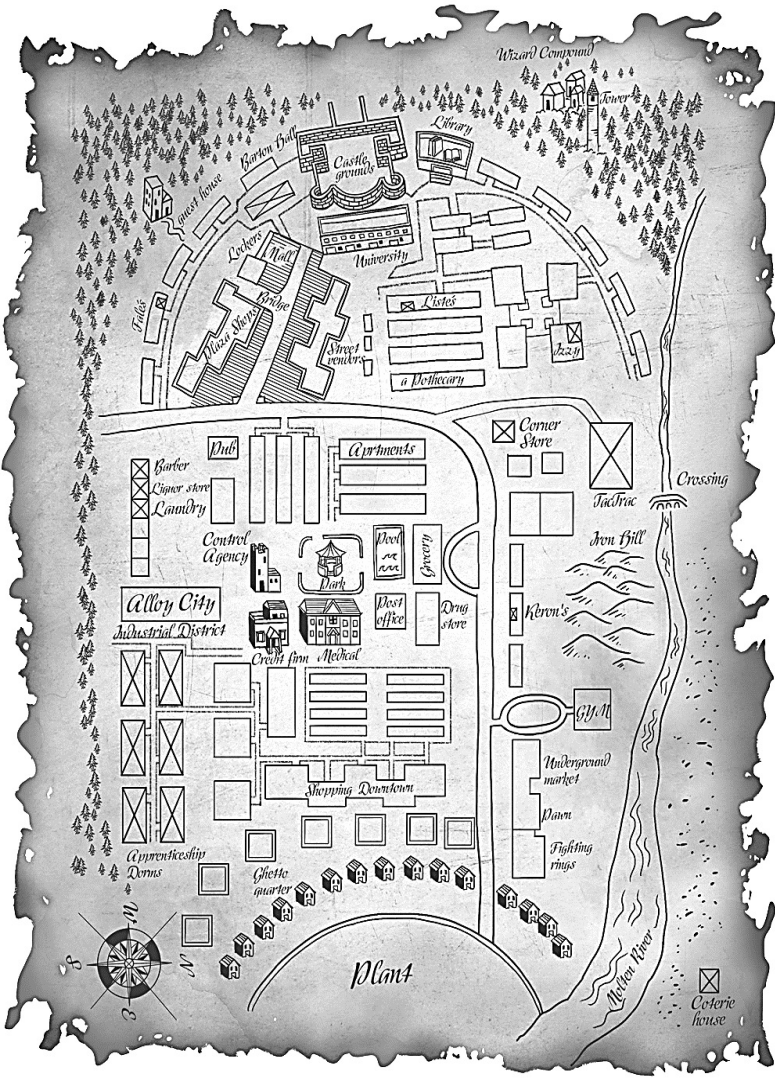 Wizard Compound
Tower
Library
Barton Hall
Castle
grounds
guest house
University
Lockers
Mall
Bridge
Plaza Shops
Street
vendors
Liste's
Izzy
a Pothecary
Pub
Aprtments
Corner
Store
TacTrac
Crossing
Barber
Liquor store
Laundry
Control
Agency
Park
Pool
Grocery
Iron Hill
Alloy City
Industrial District
Credit firm
Medical
Post
office
Drug
store
Keron's
GYM
Underground
market
Pawn
Fighting
rings
Shopping Downtown
Apprenticeship
Dorms
Ghetto
quarter
Plant
Molten River
Coterie
house
W
S
N
E